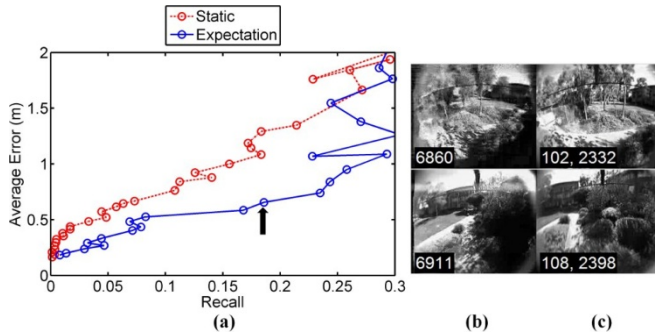 Static
Expectation
(a)
2
1.5
1
0.5
0
Average Error (m)
0
0.05
0.1
0.15
0.2
0.25
0.3
Recall
(a)
6860
102, 2332
6911
108, 2398
(b)
(c)